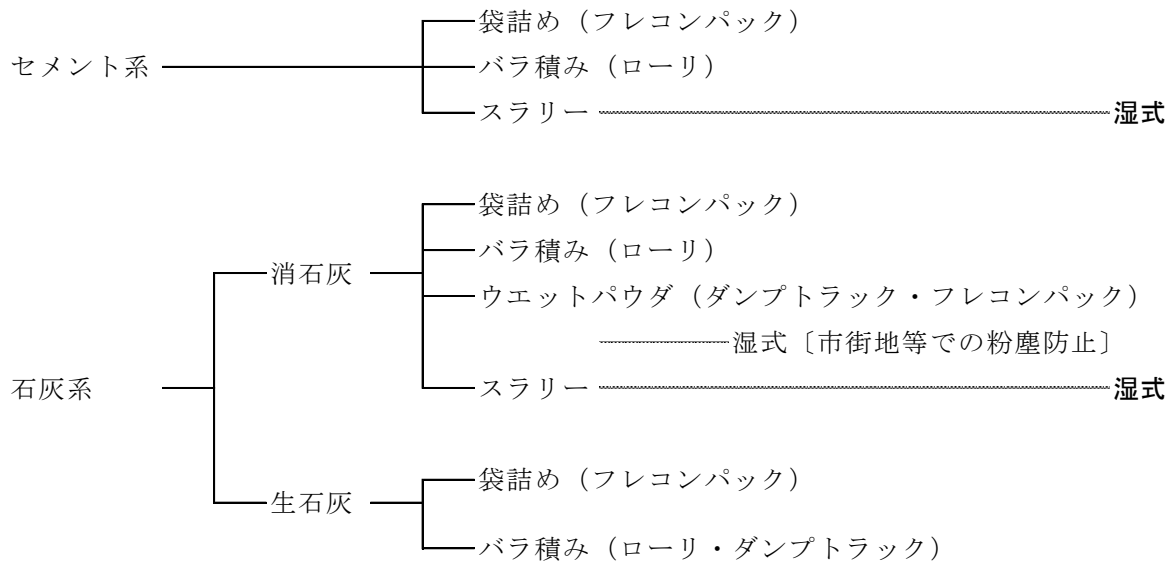 袋詰め（フレコンパック）
セメント系 バラ積み（ローリ）
スラリー 湿式
袋詰め（フレコンパック）
バラ積み（ローリ）
消石灰
ウエットパウダ（ダンプトラック・フレコンパック）
湿式〔市街地等での粉塵防止〕
石灰系 スラリー 湿式
袋詰め（フレコンパック）
生石灰
バラ積み（ローリ・ダンプトラック）